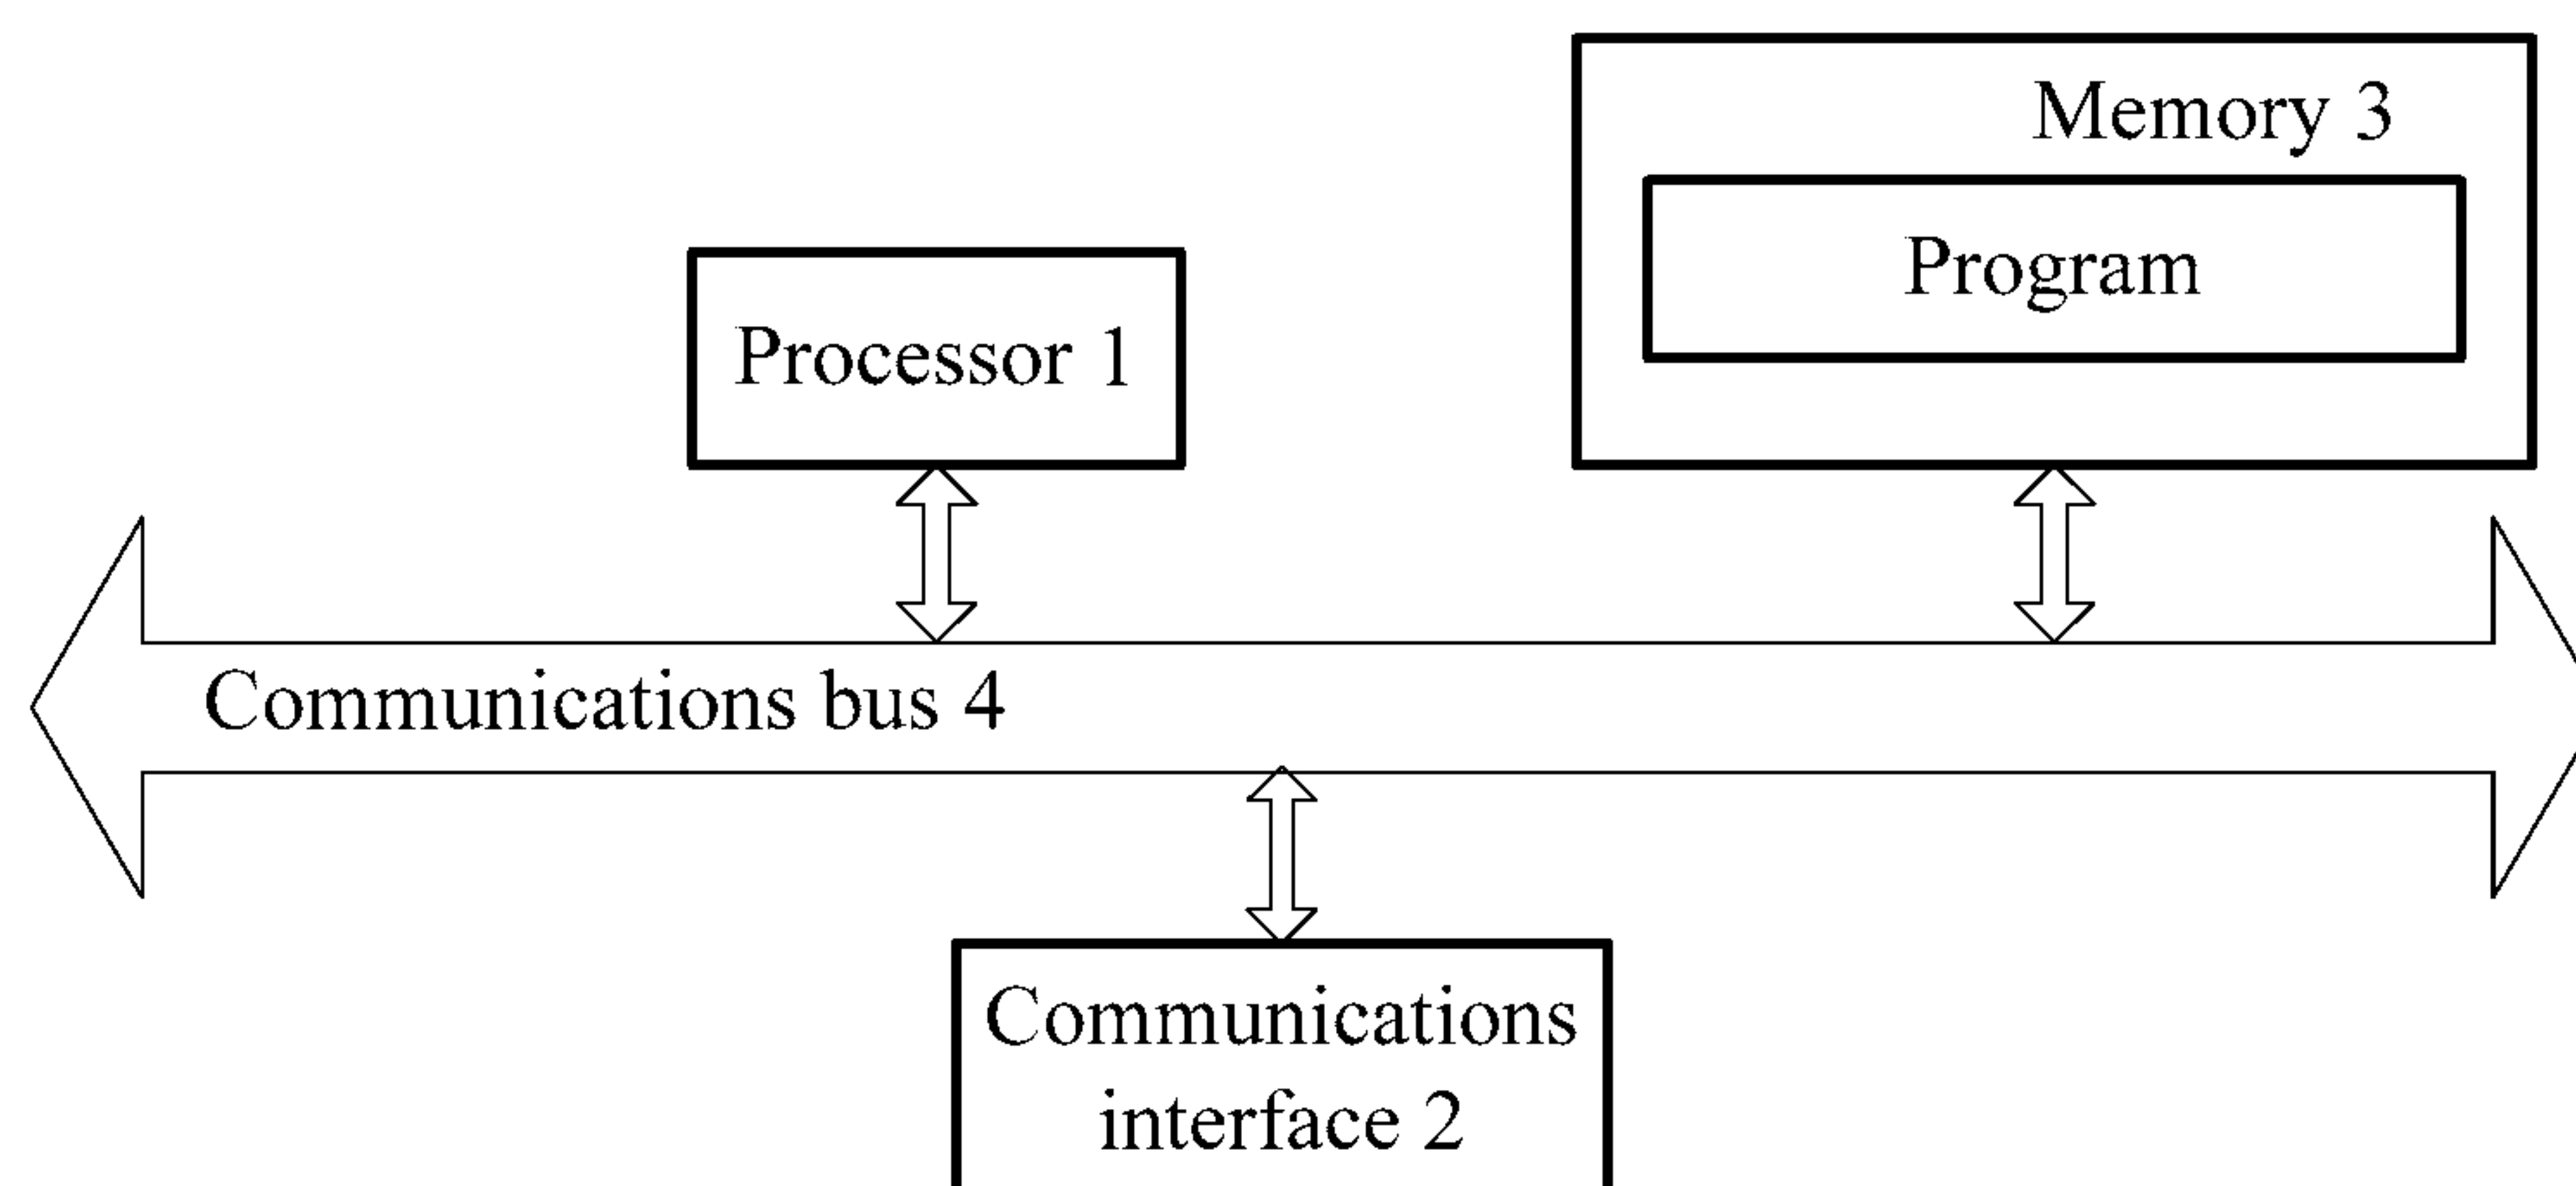 Memory 3
Program
Processor 1
Communications bus 4
Communications
interface 2